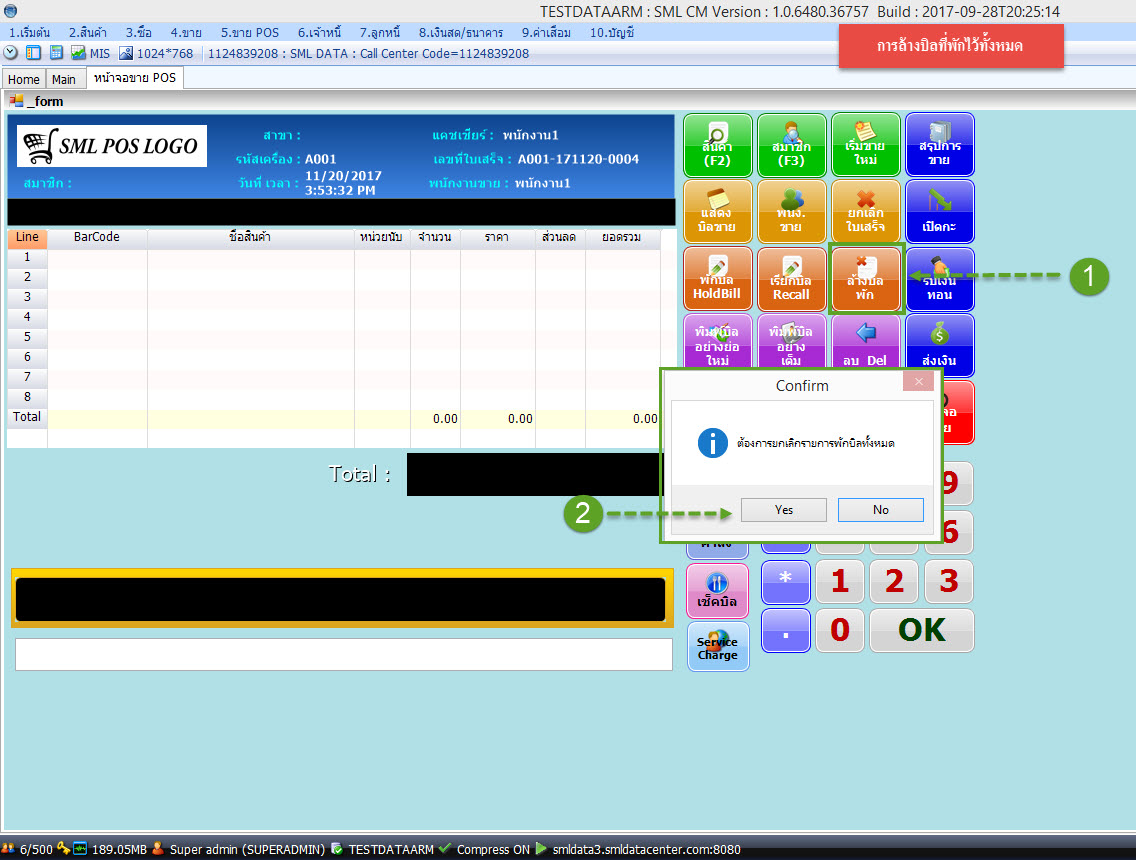 TESTDATAARM : SML CM Version : 1.0.6480.36757 Build : 2017-09-28T20:25:14
1.เริ่มต้น 2.สินค้า 3.ซื้อ 4.ขาย 5.ขาย POS 6.เจ้าหนี้ 7.ลูกหนี้ 8.เงินสด/ธนาคาร 9.ค่าเสื่อม 10.บัญชี
การล้างบิลที่พักไว้ทั้งหมด
MIS 1024*768 1124839208 : SML DATA : Call Center Code=1124839208
Home Main หน้าจอขาย POS
_form
SML POS LOGO
สาขา : แคชเชียร์ : พนักงาน1
รหัสเครื่อง : A001 เลขที่ใบเสร็จ : A001-171120-0004
สมาชิก : วันที่ เวลา : 11/20/2017 3:53:32 PM พนักงานขาย : พนักงาน1
สินค้า (F2)
สมาชิก (F3)
เริ่มขาย ใหม่
สรุปการ ขาย
แสดง บิลขาย
พนง. ขาย
ยกเลิก ใบเสร็จ
เปิดกะ
พักบิล HoldBill
เรียกบิล Recall
ล้างบิล พัก
รับเงิน ทอน
1
พิมพ์บิล อย่างย่อ ใหม่
พิมพ์บิล อย่าง เต็ม
ลบ Del
ส่งเงิน
Line BarCode ชื่อสินค้า หน่วยนับ จำนวน ราคา ส่วนลด ยอดรวม
1
2
3
4
5
6
7
8
Total 0.00 0.00 0.00
Total :
Confirm
ต้องการยกเลิกรายการพักบิลทั้งหมด
2
Yes No
9
6
เช็คบิล
* 1 2 3
Service Charge
. 0 OK
6/500 189.05MB Super admin (SUPERADMIN) TESTDATAARM Compress ON smldata3.smldatacenter.com:8080